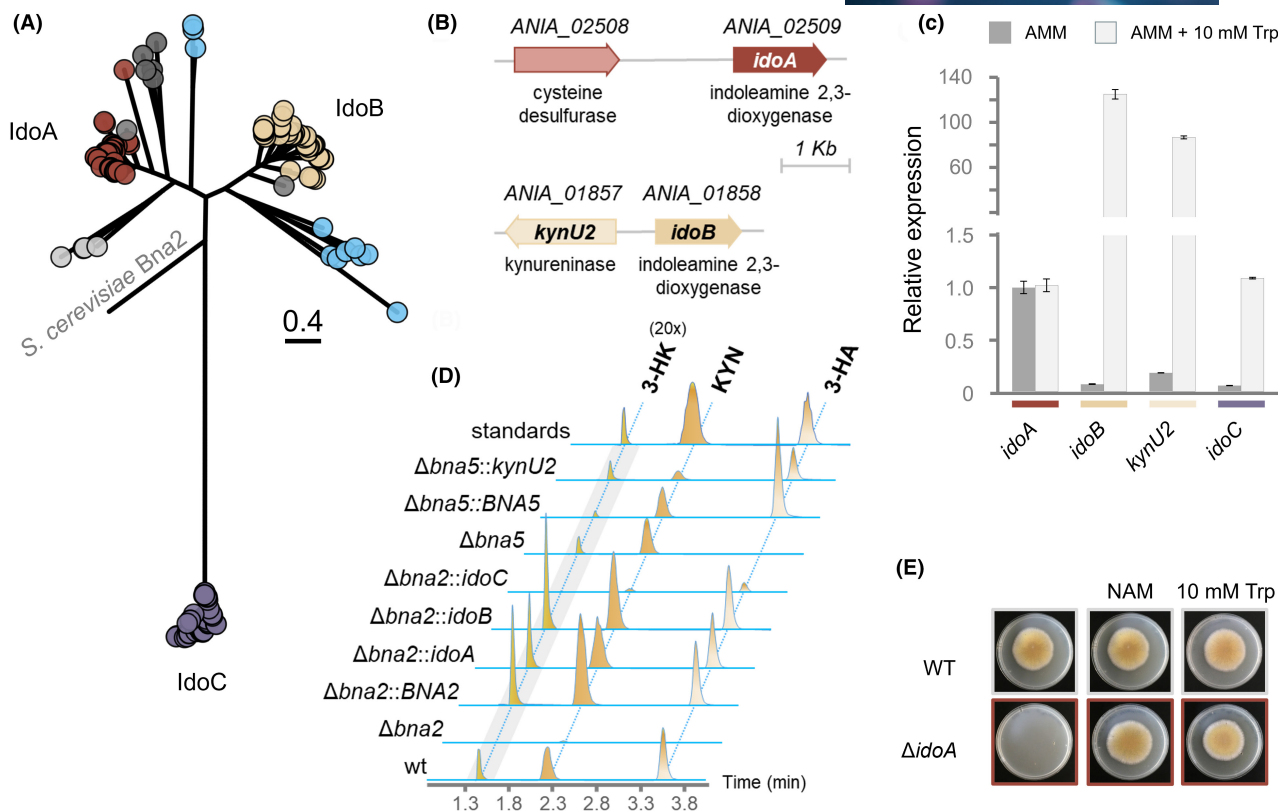 (A)
IdoA
IdoB
S. cerevisiae Bna2
0.4
IdoC
(B)
ANIA_02508
ANIA_02509
idoA
cysteine
desulfurase
indoleamine 2,3-
dioxygenase
1 Kb
ANIA_01857
ANIA_01858
kynU2
idoB
kynureninase
indoleamine 2,3-
dioxygenase
(c)
AMM
AMM + 10 mM Trp
Relative expression
140
100
60
1.5
1.0
0.5
0
idoA
idoB
kynU2
idoC
(D)
(20x)
3-HK
KYN
3-HA
standards
Δbna5::kynU2
Δbna5::BNA5
Δbna5
Δbna2::idoC
Δbna2::idoB
Δbna2::idoA
Δbna2::BNA2
Δbna2
wt
Time (min)
1.3 1.8 2.3 2.8 3.3 3.8
(E)
NAM
10 mM Trp
WT
ΔidoA